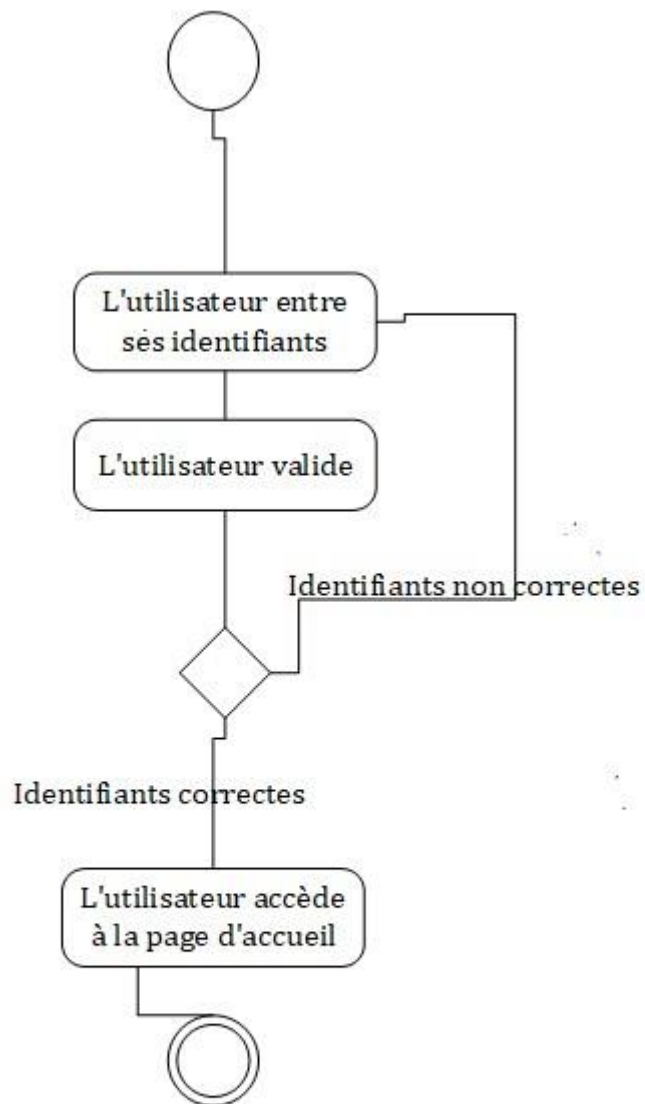 L'utilisateur entre
ses identifiants
L'utilisateur valide
Identifiants non correctes
Identifiants correctes
L'utilisateur accède
à la page d'accueil